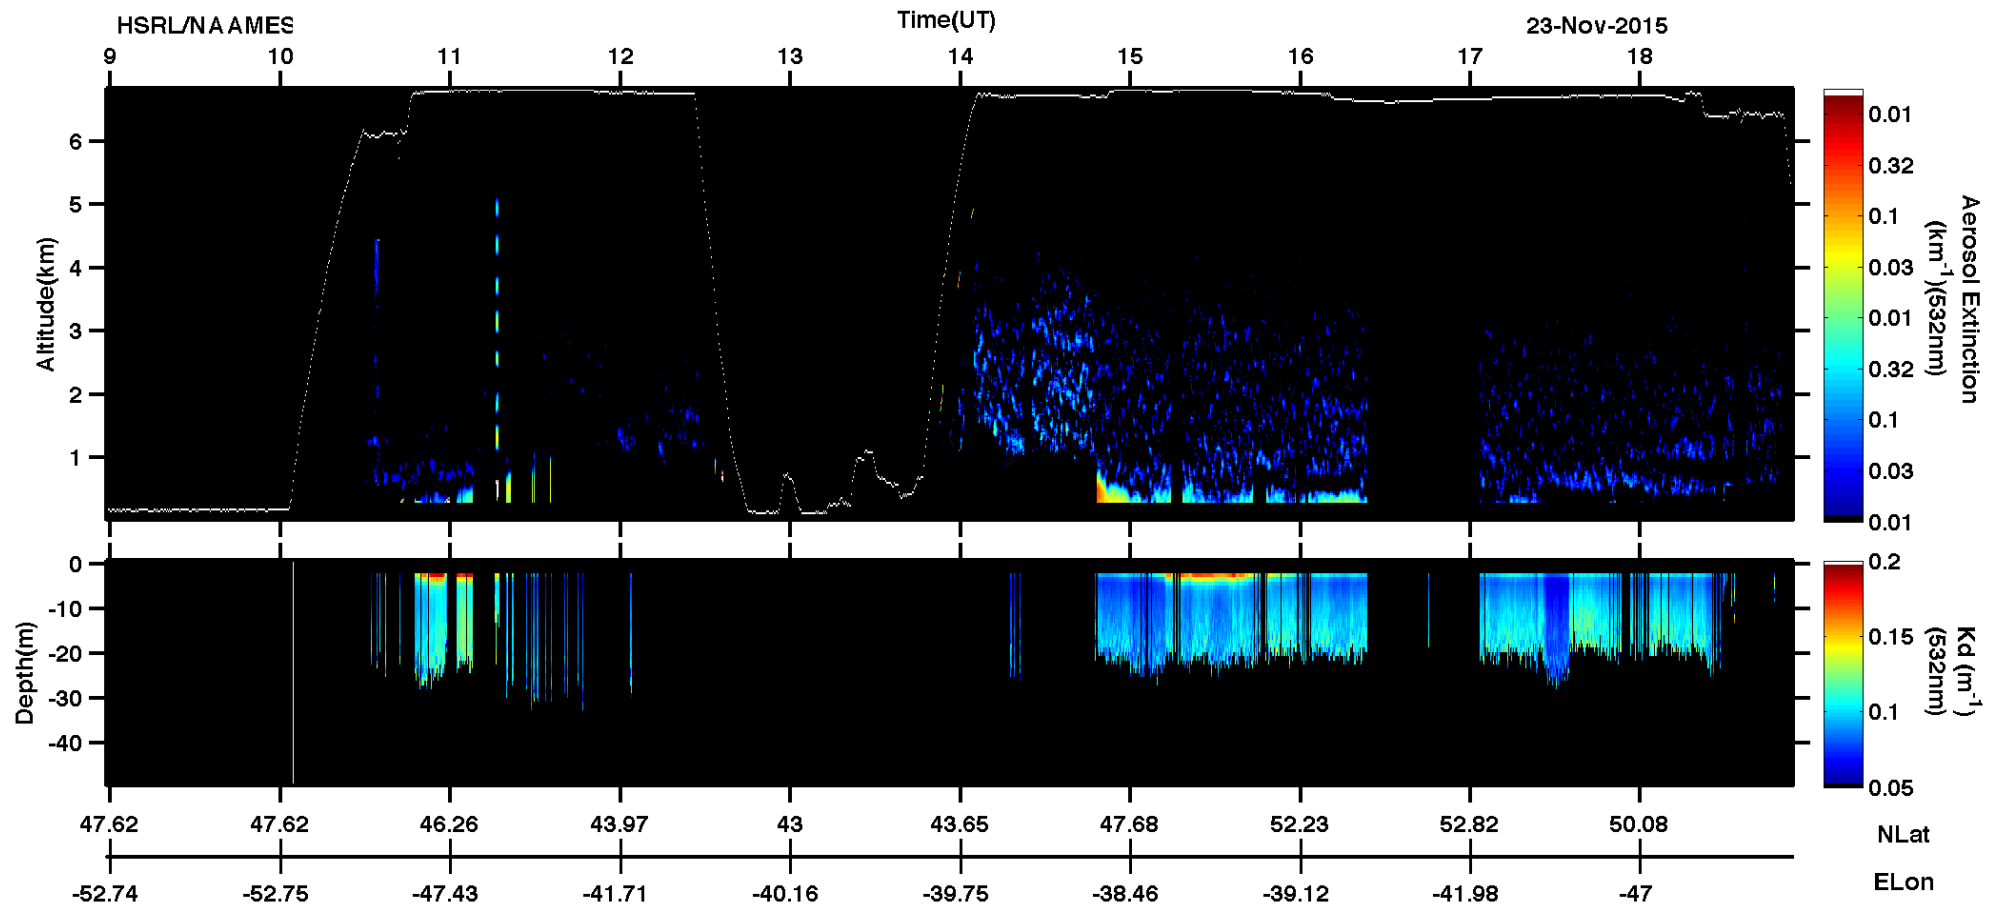 HSRL/NAAMES
Time(UT)
23-Nov-2015
9 10 11 12 13 14 15 16 17 18
6
5
4
3
2
1
Altitude(km)
0.01
0.32
0.1
0.03
0.01
0.32
0.1
0.03
0.01
Aerosol Extinction
(km-1)(532nm)
0
-10
-20
-30
-40
Depth(m)
0.2
0.15
0.1
0.05
Kd (m-1)
(532nm)
47.62 47.62 46.26 43.97 43 43.65 47.68 52.23 52.82 50.08
NLat
-52.74 -52.75 -47.43 -41.71 -40.16 -39.75 -38.46 -39.12 -41.98 -47
ELon